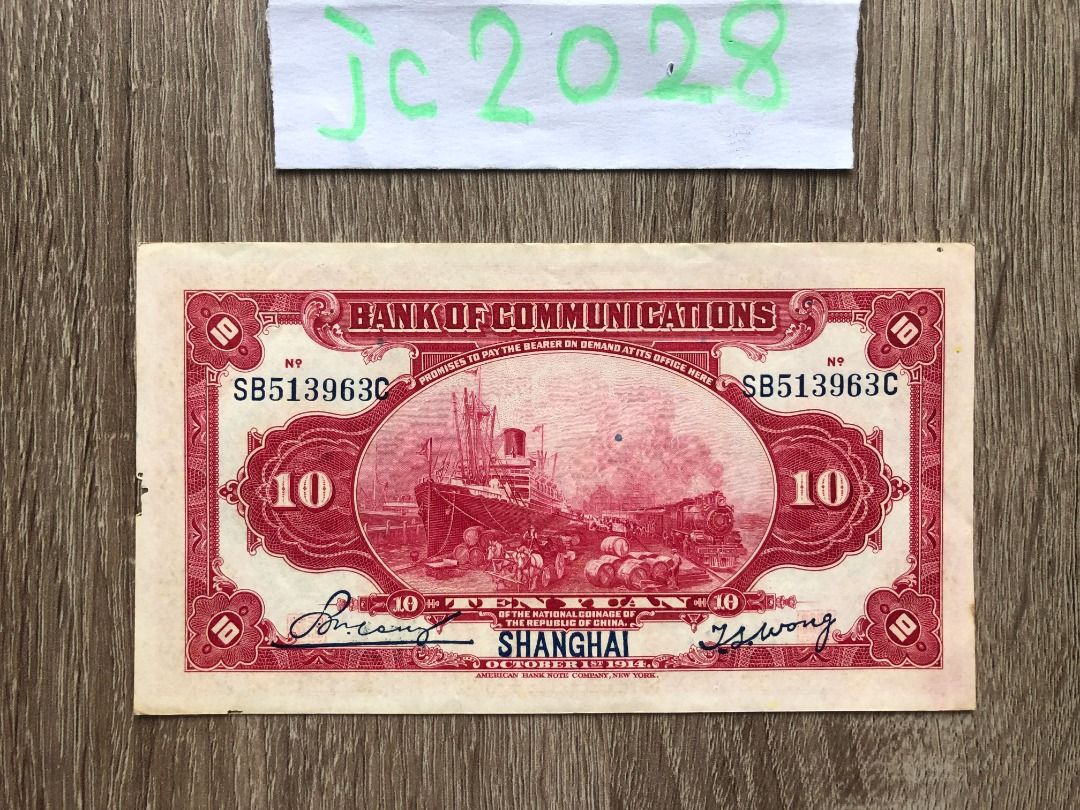 jc2028
BANK OF COMMUNICATIONS
PROMISES TO PAY THE BEARER ON DEMAND AT ITS OFFICE HERE
10 10
Nº Nº
SB513963C SB513963C
10 10
10 TEN YUAN 10
OF THE NATIONAL COINAGE OF
THE REPUBLIC OF CHINA.
T.S. Wong
SHANGHAI
10 10
OCTOBER 1ST 1914.
AMERICAN BANK NOTE COMPANY, NEW YORK.